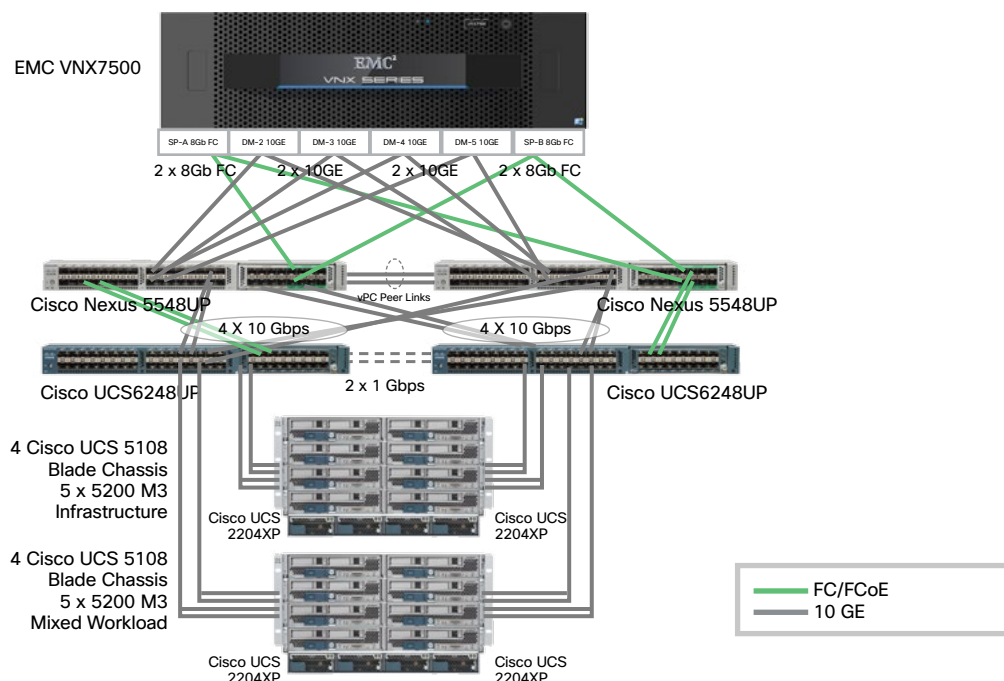 EMC VNX7500
EMC²
VNX SERIES
SP-A 8Gb FC
DM-2 10GE
DM-3 10GE
DM-4 10GE
DM-5 10GE
SP-B 8Gb FC
2 x 8Gb FC
2 x 10GE
2 x 10GE
2 x 8Gb FC
vPC Peer Links
Cisco Nexus 5548UP
Cisco Nexus 5548UP
4 X 10 Gbps
4 X 10 Gbps
Cisco UCS6248UP
2 x 1 Gbps
Cisco UCS6248UP
4 Cisco UCS 5108
Blade Chassis
5 x 5200 M3
Infrastructure
Cisco UCS
2204XP
Cisco UCS
2204XP
4 Cisco UCS 5108
Blade Chassis
5 x 5200 M3
Mixed Workload
Cisco UCS
2204XP
Cisco UCS
2204XP
FC/FCoE
10 GE